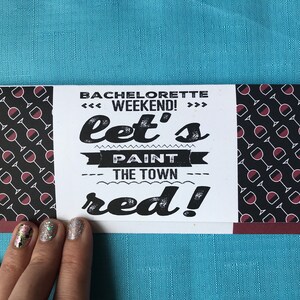 BACHELORETTE
WEEKEND!
let's
PAINT
THE TOWN
red!